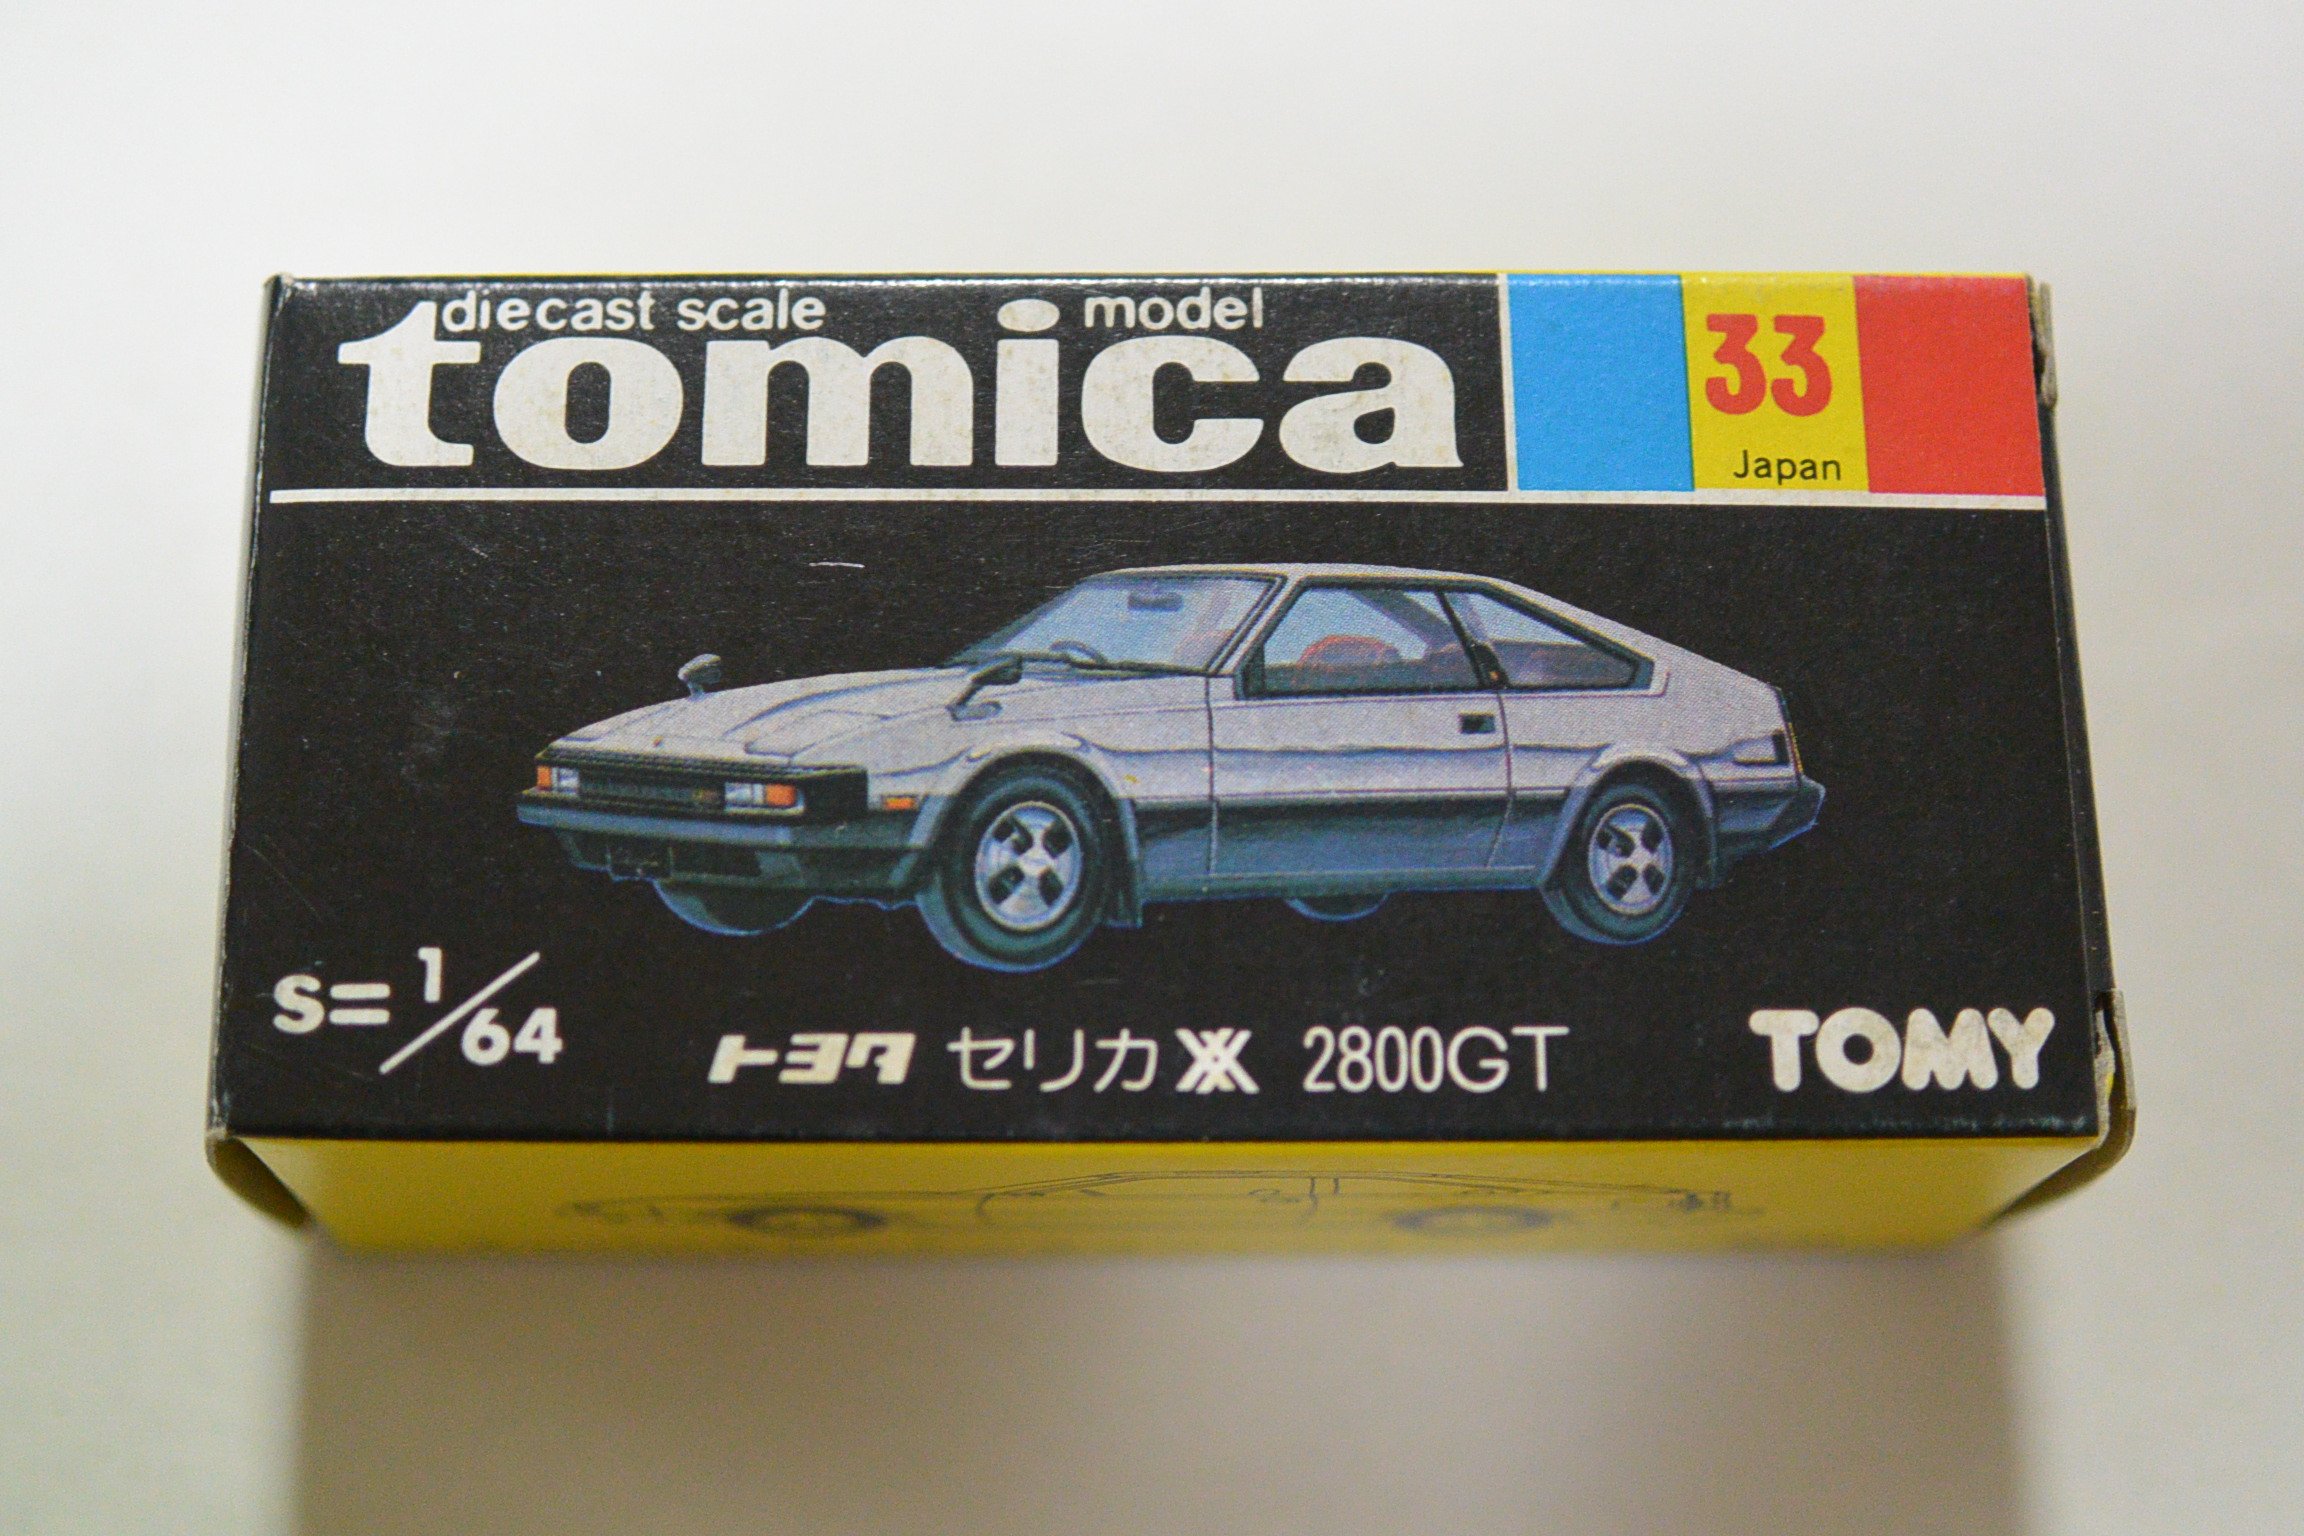 diecast scale model
tomica
33
Japan
S=1/64
トヨタ セリカXX 2800GT
TOMY